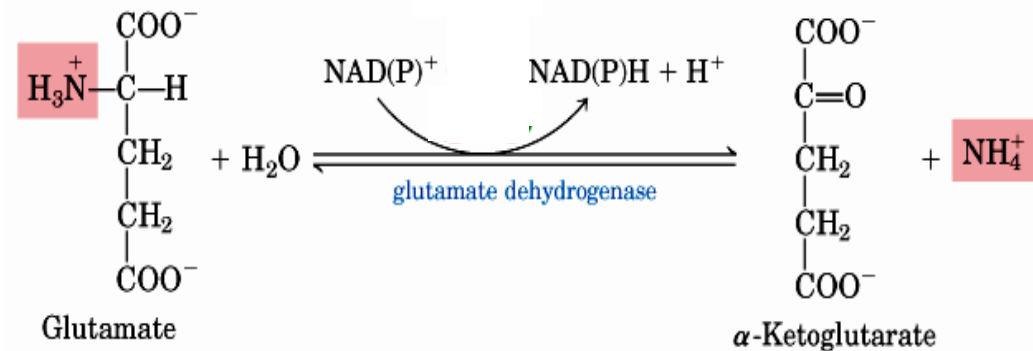 COO⁻
H₃N⁺—C—H
CH₂
CH₂
COO⁻
Glutamate
+ H₂O
NAD(P)⁺
NAD(P)H + H⁺
glutamate dehydrogenase
COO⁻
C=O
CH₂
CH₂
COO⁻
α-Ketoglutarate
+ NH₄⁺